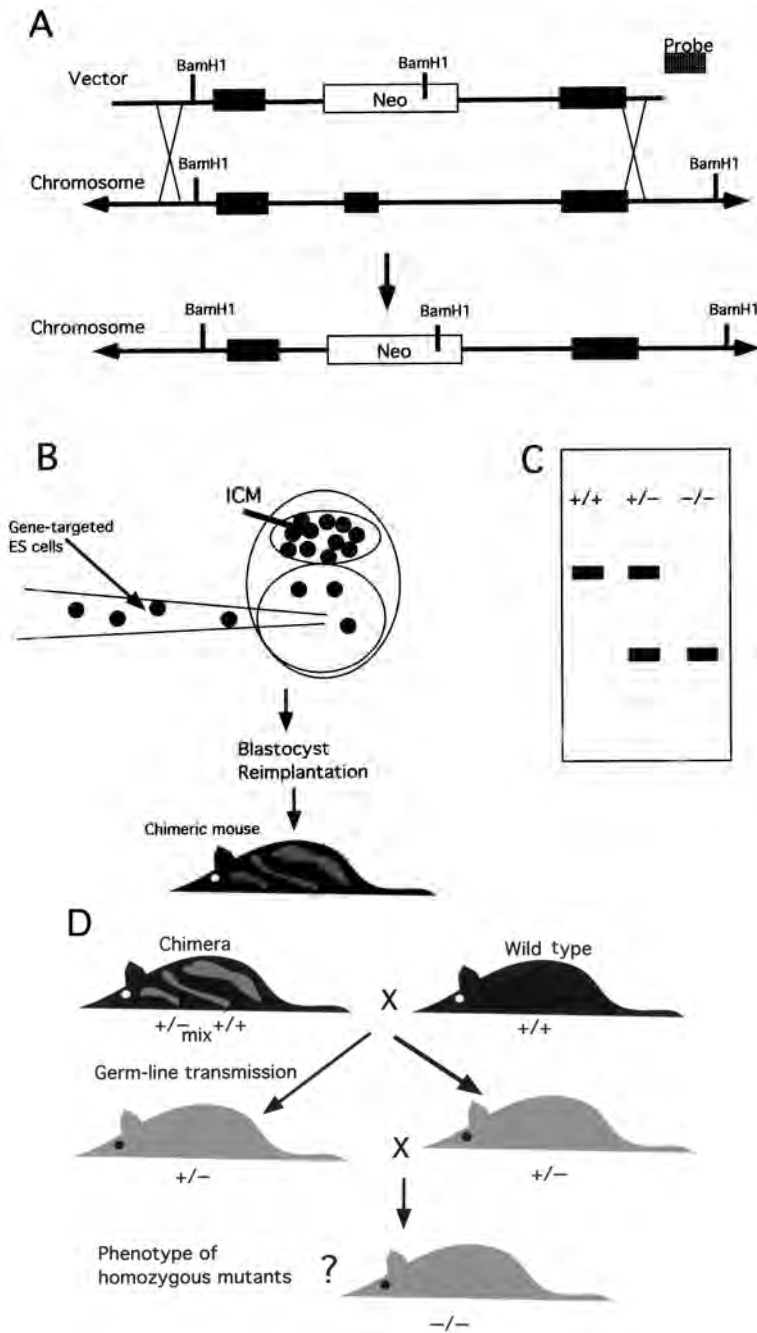 A
Probe
BamH1 BamH1
Vector
Neo
BamH1 BamH1
Chromosome
BamH1 BamH1 BamH1
Chromosome
Neo
B
ICM
Gene-targeted
ES cells
Blastocyst
Reimplantation
Chimeric mouse
C
+/+ +/− −/−
D
Chimera Wild type
X
+/− mix +/+ +/+
Germ-line transmission
X
+/− +/−
Phenotype of
homozygous mutants ?
−/−